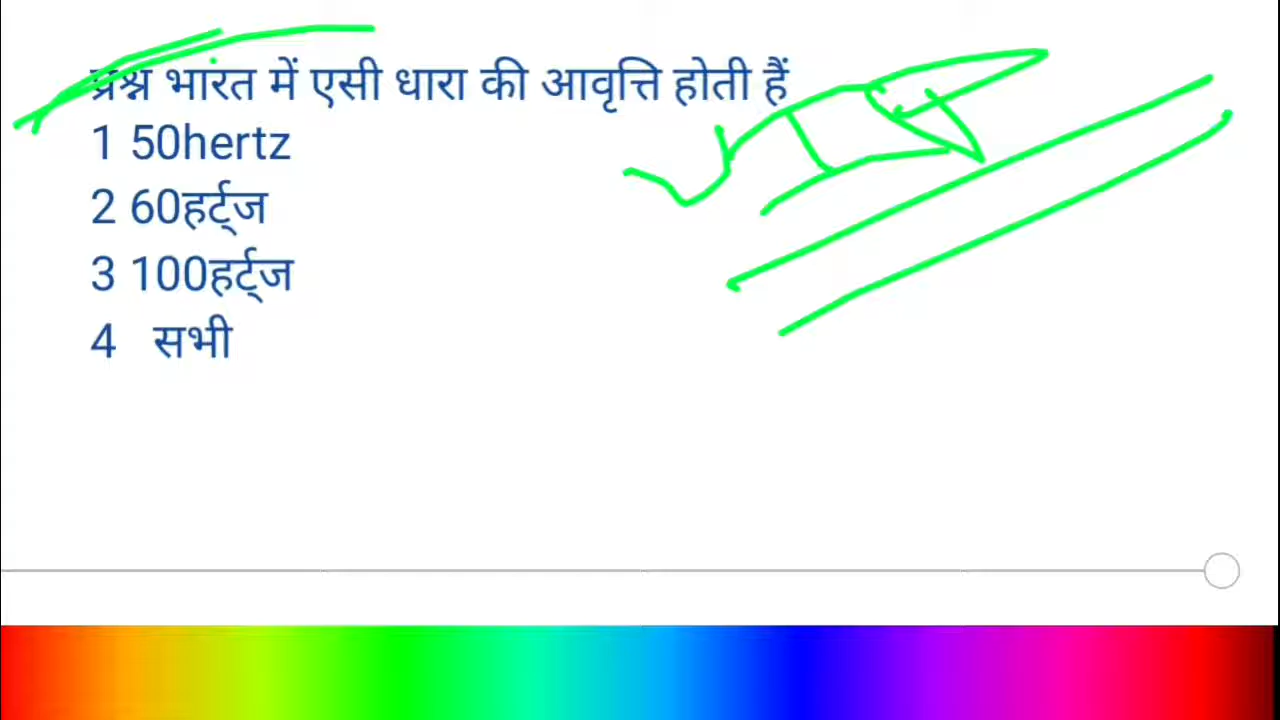 प्रश्न भारत में एसी धारा की आवृत्ति होती हैं
1 50hertz
2 60हर्ट्ज
3 100हर्ट्ज
4 सभी